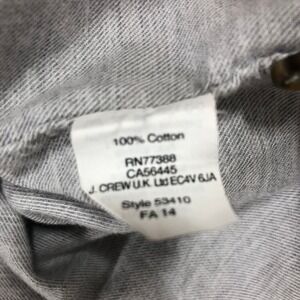 100% Cotton
RN77388
CA56445
J. CREW U.K. Ltd EC4V 6JA
Style 53410
FA 14